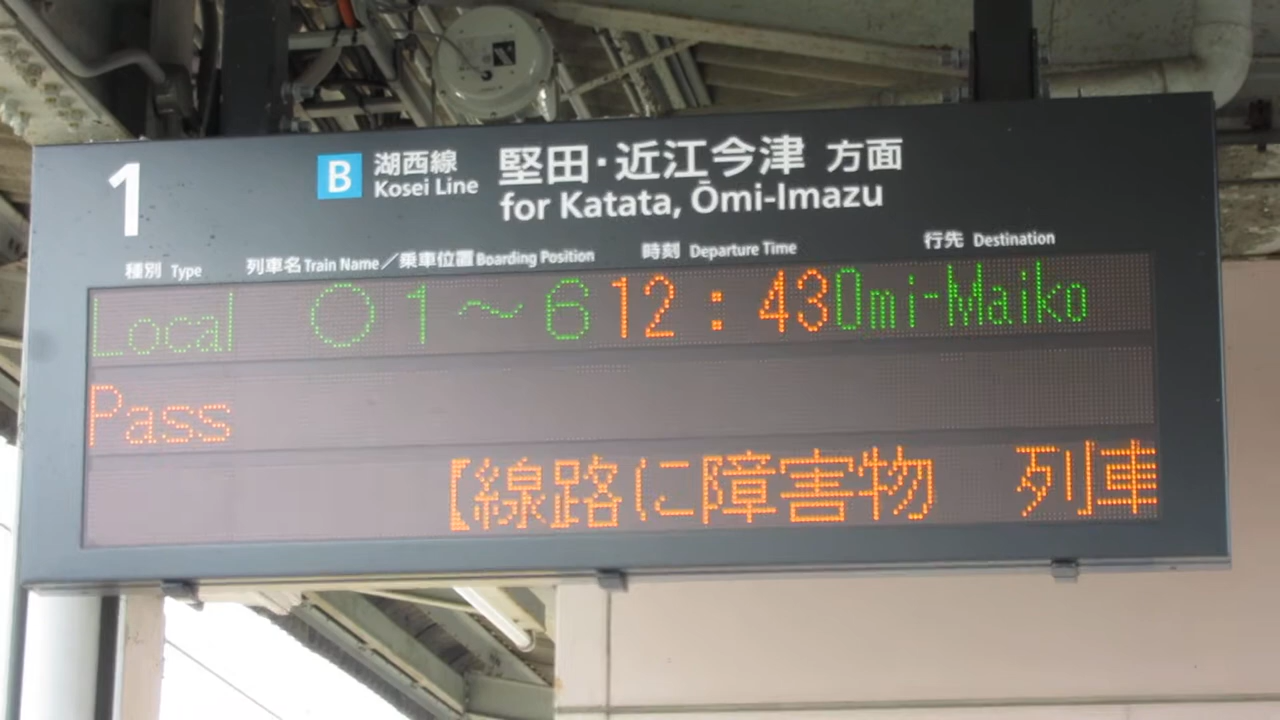 1
B 湖西線 堅田・近江今津 方面
Kosei Line for Katata, Ōmi-Imazu
種別 Type 列車名 Train Name／乗車位置 Boarding Position 時刻 Departure Time 行先 Destination
Local ○1～6 12:43 Omi-Maiko
Pass
【線路に障害物 列車